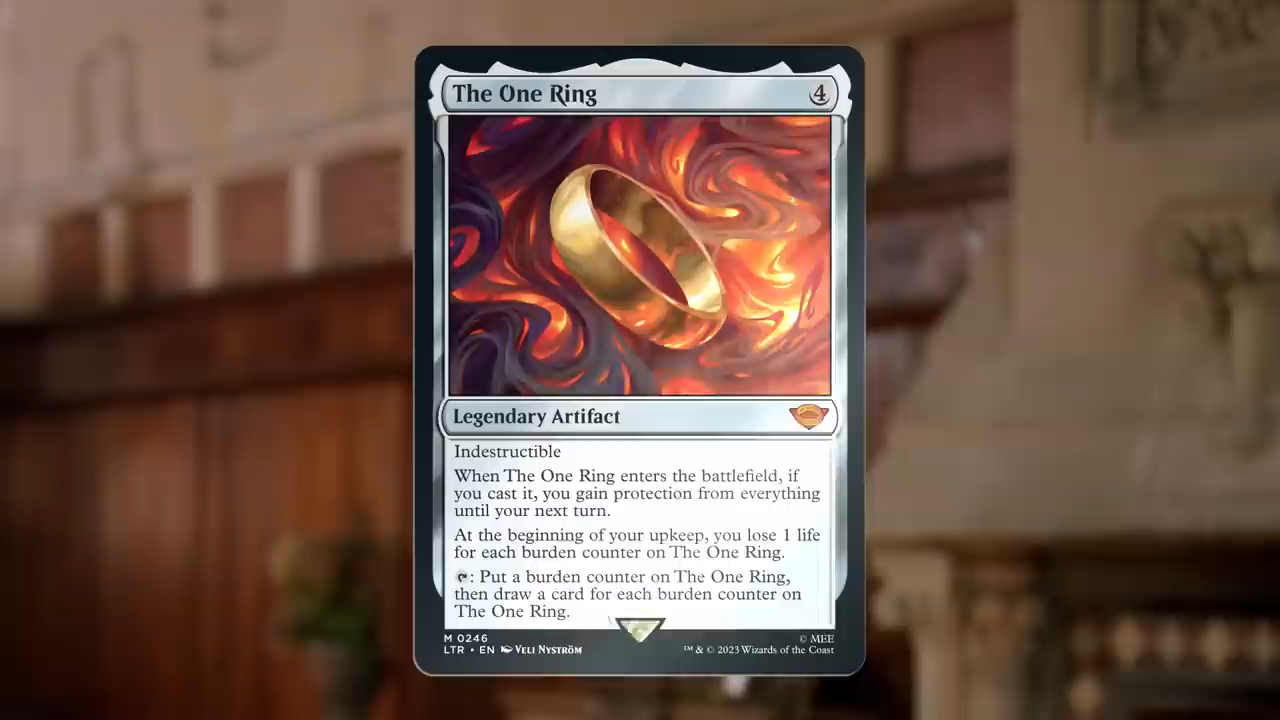 The One Ring 4
Legendary Artifact
Indestructible
When The One Ring enters the battlefield, if
you cast it, you gain protection from everything
until your next turn.
At the beginning of your upkeep, you lose 1 life
for each burden counter on The One Ring.
: Put a burden counter on The One Ring,
then draw a card for each burden counter on
The One Ring.
M 0246
LTR • EN VELI NYSTRÖM
© MEE
™ & © 2023 Wizards of the Coast